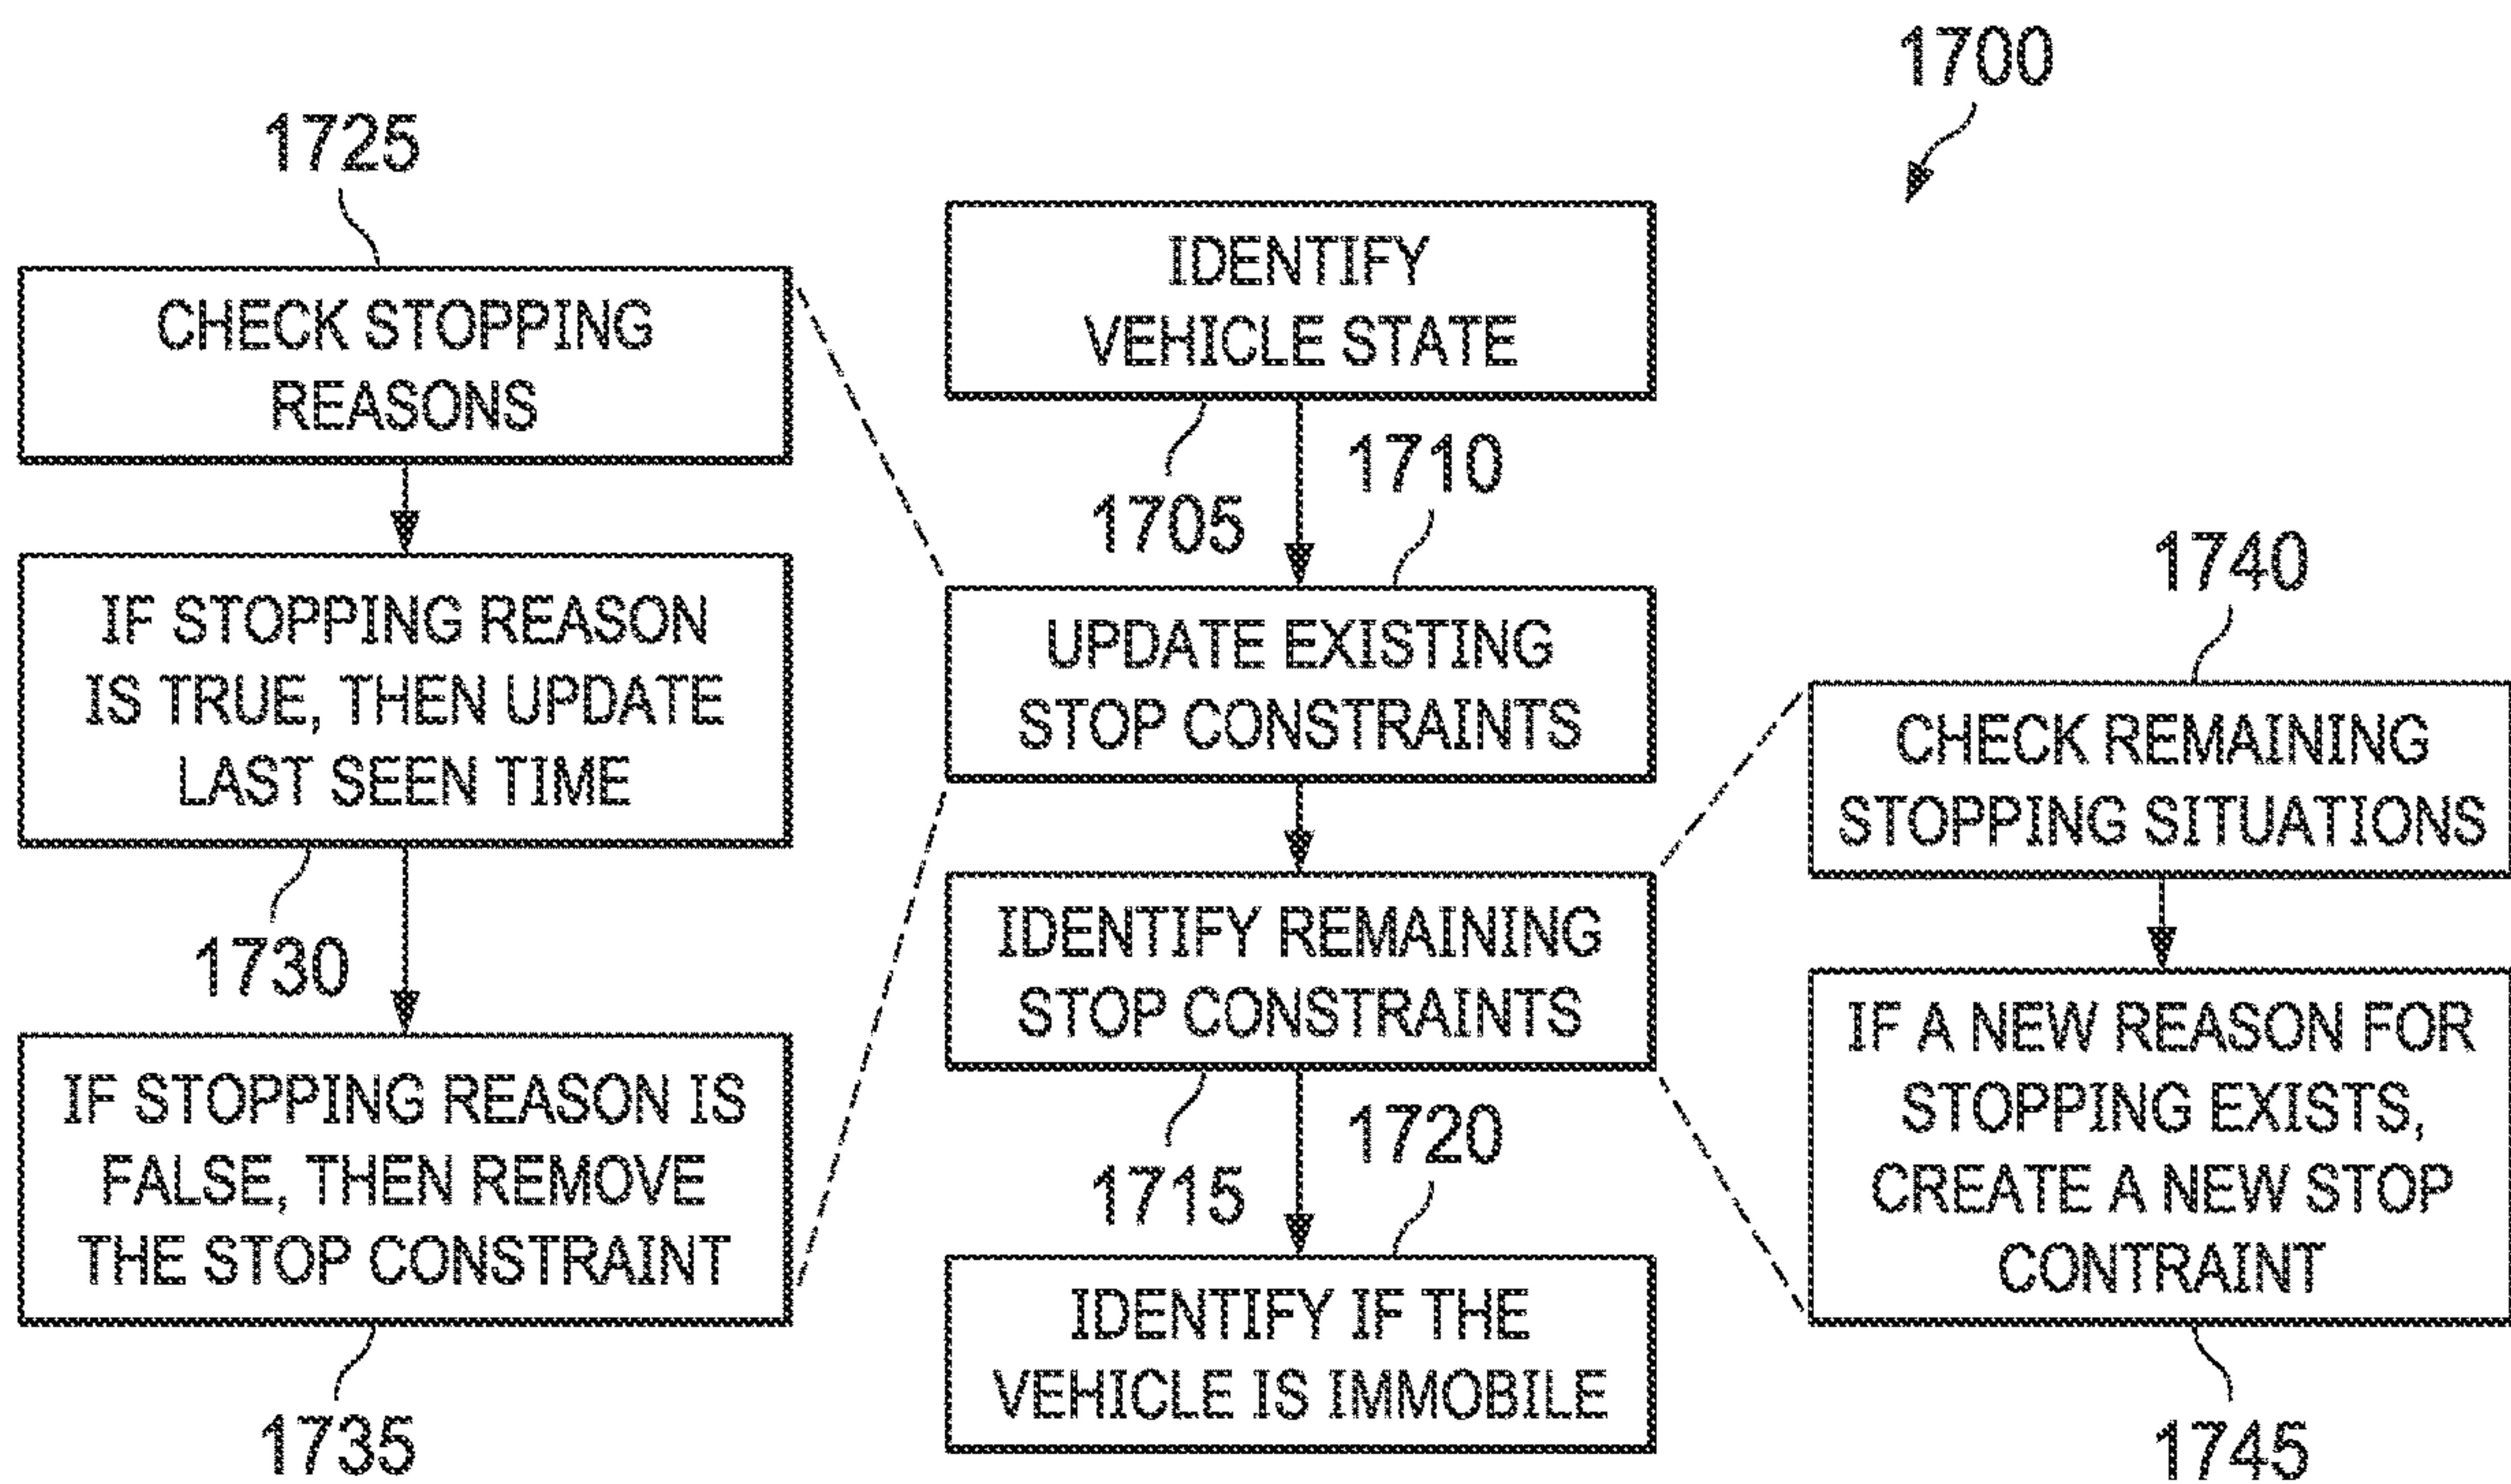 1700
1725
CHECK STOPPING
REASONS
IF STOPPING REASON
IS TRUE, THEN UPDATE
LAST SEEN TIME
1730
IF STOPPING REASON IS
FALSE, THEN REMOVE
THE STOP CONSTRAINT
1735
IDENTIFY
VEHICLE STATE
1705
1710
UPDATE EXISTING
STOP CONSTRAINTS
IDENTIFY REMAINING
STOP CONSTRAINTS
1715
1720
IDENTIFY IF THE
VEHICLE IS IMMOBILE
1740
CHECK REMAINING
STOPPING SITUATIONS
IF A NEW REASON FOR
STOPPING EXISTS,
CREATE A NEW STOP
CONTRAINT
1745